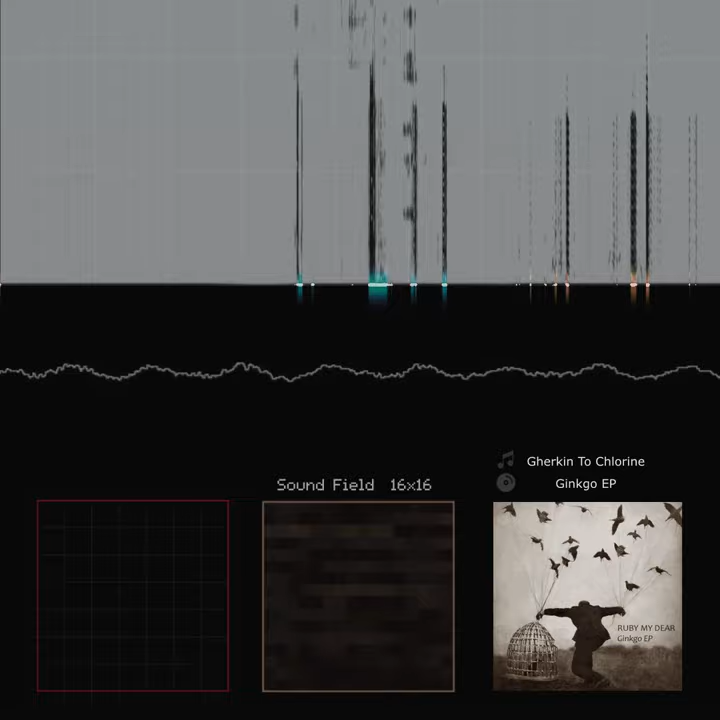 Gherkin To Chlorine
Ginkgo EP
Sound Field 16x16
RUBY MY DEAR
Ginkgo EP